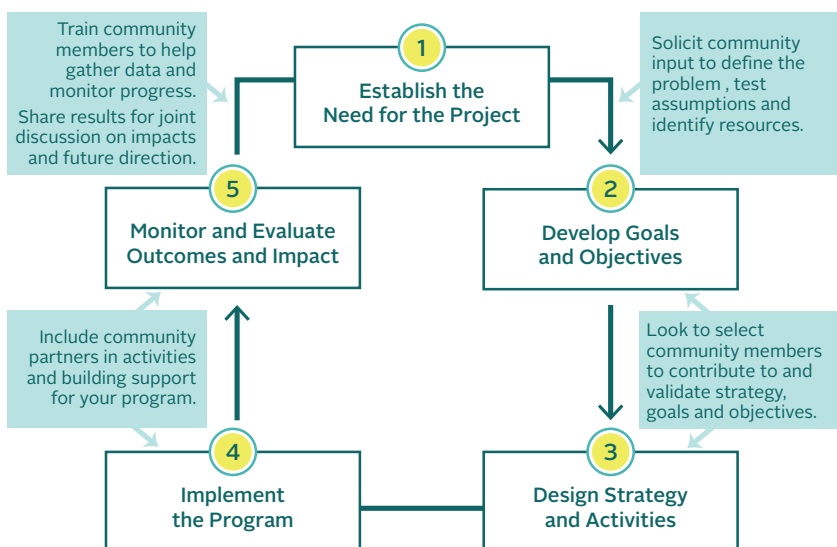 Train community
members to help
gather data and
monitor progress.
Share results for joint
discussion on impacts
and future direction.
1
Establish the
Need for the Project
Solicit community
input to define the
problem , test
assumptions and
identify resources.
5
Monitor and Evaluate
Outcomes and Impact
2
Develop Goals
and Objectives
Include community
partners in activities
and building support
for your program.
Look to select
community members
to contribute to and
validate strategy,
goals and objectives.
4
Implement
the Program
3
Design Strategy
and Activities